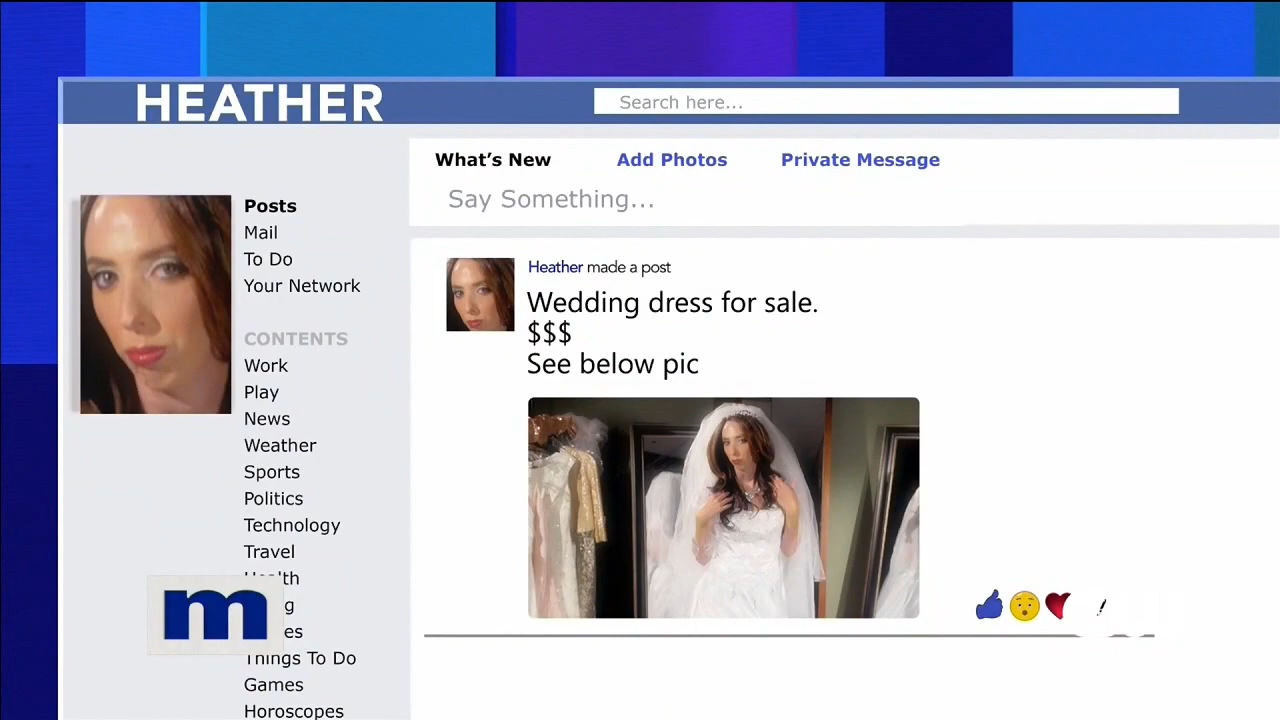 HEATHER
Search here...
What's New Add Photos Private Message
Say Something...
Posts
Mail
To Do
Your Network
CONTENTS
Work
Play
News
Weather
Sports
Politics
Technology
Travel
Health
Things To Do
Games
Horoscopes
Heather made a post
Wedding dress for sale.
$$$
See below pic
m